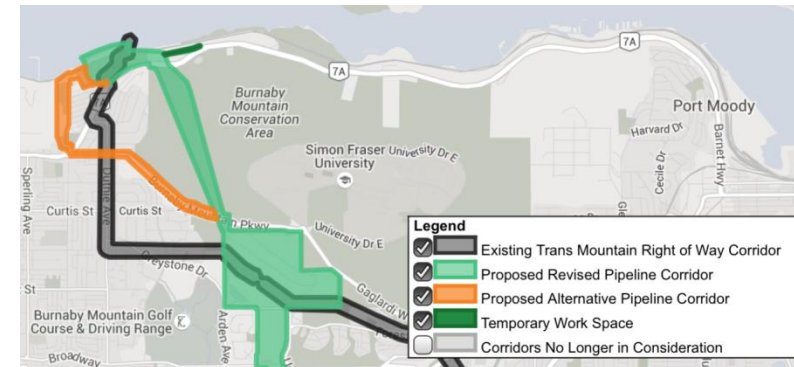 7A
7A
Burnaby
Mountain
Conservation
Area
Port Moody
Harvard Dr
Barnet Hwy
Cecile Dr
Simon Fraser University Dr E
University
Sperling Ave
Curtis St
Curtis St
Pkwy
University Dr E
Greystone Dr
Gaglardi W
St
Burnaby Mountain Golf
Course & Driving Range
Arden Ave
Broadway
Legend
Existing Trans Mountain Right of Way Corridor
Proposed Revised Pipeline Corridor
Proposed Alternative Pipeline Corridor
Temporary Work Space
Corridors No Longer in Consideration